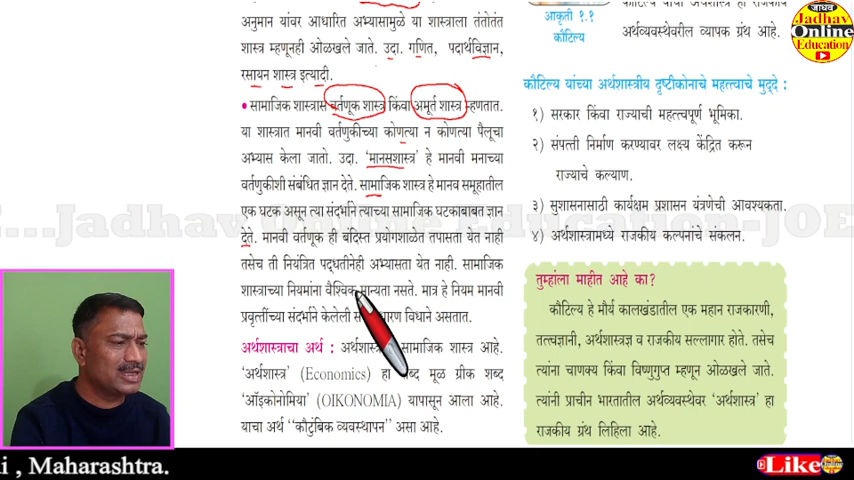 अनुमान यांवर आधारित अभ्यासामुळे या शास्त्राला तंतोतंत
शास्त्र म्हणूनही ओळखले जाते. उदा. गणित, पदार्थविज्ञान,
रसायन शास्त्र इत्यादी.
• सामाजिक शास्त्रास वर्तणूक शास्त्र किंवा अमूर्त शास्त्र म्हणतात.
या शास्त्रात मानवी वर्तणुकीच्या कोणत्या न कोणत्या पैलूचा
अभ्यास केला जातो. उदा. ‘मानसशास्त्र’ हे मानवी मनाच्या
वर्तणुकीशी संबंधित ज्ञान देते. सामाजिक शास्त्र हे मानव समूहातील
एक घटक असून त्या संदर्भाने त्याच्या सामाजिक घटकाबाबत ज्ञान
देते. मानवी वर्तणूक ही बंदिस्त प्रयोगशाळेत तपासता येत नाही
तसेच ती नियंत्रित पद्धतीनेही अभ्यासता येत नाही. सामाजिक
शास्त्राच्या नियमांना वैश्विक मान्यता नसते. मात्र हे नियम मानवी
प्रवृत्तींच्या संदर्भाने केलेली विधाने असतात.
अर्थशास्त्राचा अर्थ : अर्थशास्त्र सामाजिक शास्त्र आहे.
‘अर्थशास्त्र’ (Economics) हा शब्द मूळ ग्रीक शब्द
‘ऑइकोनोमिया’ (OIKONOMIA) यापासून आला आहे.
याचा अर्थ “कौटुंबिक व्यवस्थापन” असा आहे.
आकृती १.१
कौटिल्य
अर्थव्यवस्थेवरील व्यापक ग्रंथ आहे.
कौटिल्य यांच्या अर्थशास्त्रीय दृष्टीकोनाचे महत्त्वाचे मुद्दे :
१) सरकार किंवा राज्याची महत्त्वपूर्ण भूमिका.
२) संपत्ती निर्माण करण्यावर लक्ष्य केंद्रित करून
राज्याचे कल्याण.
३) सुशासनासाठी कार्यक्षम प्रशासन यंत्रणेची आवश्यकता.
४) अर्थशास्त्रामध्ये राजकीय कल्पनांचे संकलन.
तुम्हांला माहीत आहे का?
कौटिल्य हे मौर्य कालखंडातील एक महान राजकारणी,
तत्त्वज्ञानी, अर्थशास्त्रज्ञ व राजकीय सल्लागार होते. तसेच
त्यांना चाणक्य किंवा विष्णुगुप्त म्हणून ओळखले जाते.
त्यांनी प्राचीन भारतातील अर्थव्यवस्थेवर ‘अर्थशास्त्र’ हा
राजकीय ग्रंथ लिहिला आहे.
जाधव
Jadhav
Online
Education
E...Jadhav Online Education-JOE
i , Maharashtra.
Like